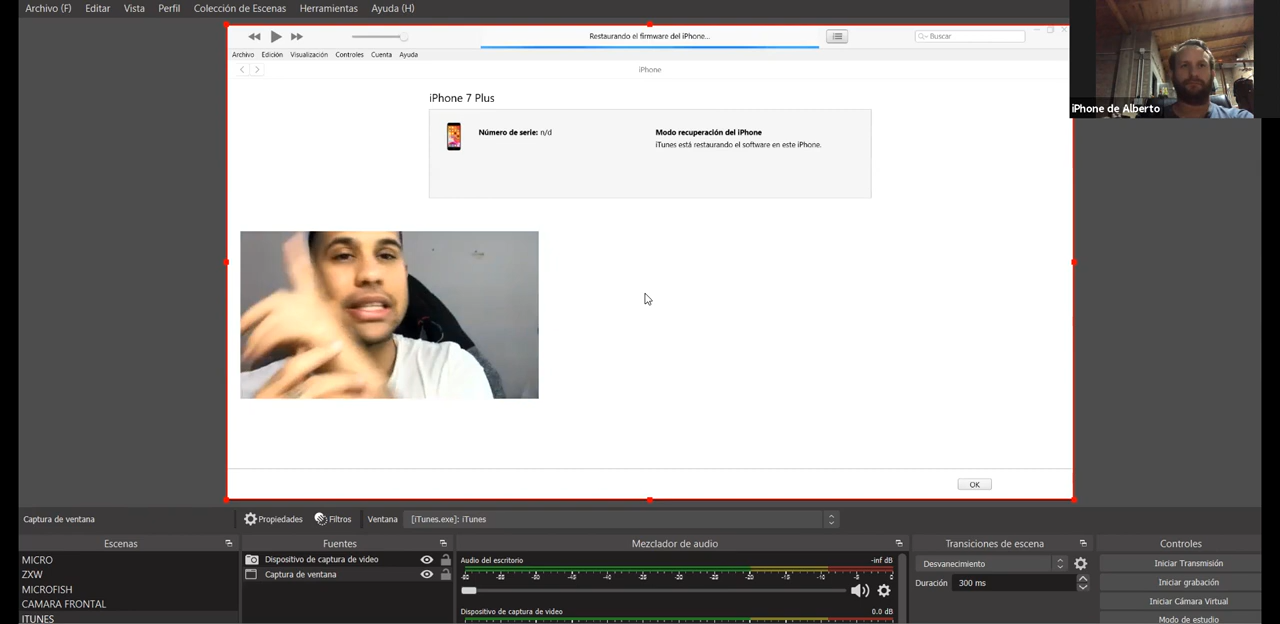 Archivo (F) Editar Vista Perfil Colección de Escenas Herramientas Ayuda (H)
Restaurando el firmware del iPhone...
Buscar
Archivo Edición Visualización Controles Cuenta Ayuda
iPhone
iPhone 7 Plus
Número de serie: n/d
Modo recuperación del iPhone
iTunes está restaurando el software en este iPhone.
iPhone de Alberto
OK
Captura de ventana
Propiedades
Filtros
Ventana
[iTunes.exe]: iTunes
Escenas
MICRO
ZXW
MICROFISH
CAMARA FRONTAL
ITUNES
Fuentes
Dispositivo de captura de video
Captura de ventana
Mezclador de audio
Audio del escritorio
-inf dB
Dispositivo de captura de video
0.0 dB
Transiciones de escena
Desvanecimiento
Duración 300 ms
Controles
Iniciar Transmisión
Iniciar grabación
Iniciar Cámara Virtual
Modo de estudio